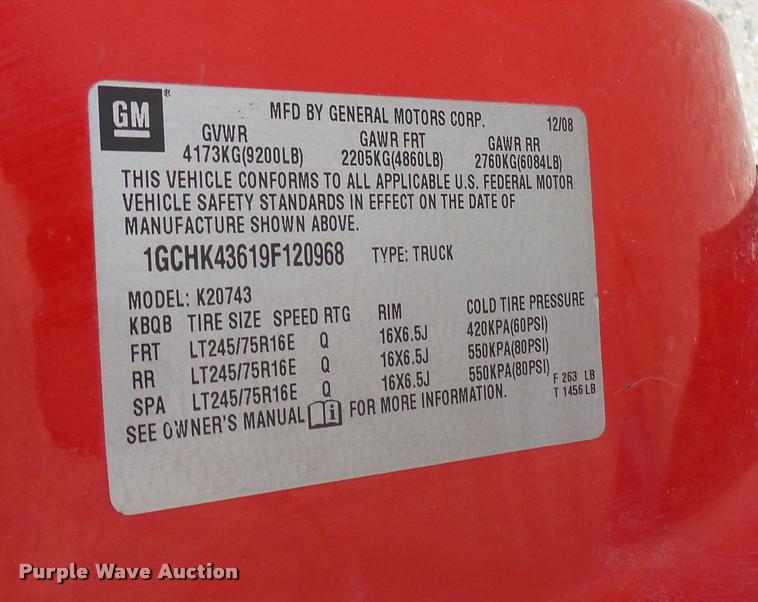 GM ®
MFD BY GENERAL MOTORS CORP. 12/08
GVWR GAWR FRT GAWR RR
4173KG(9200LB) 2205KG(4860LB) 2760KG(6084LB)
THIS VEHICLE CONFORMS TO ALL APPLICABLE U.S. FEDERAL MOTOR
VEHICLE SAFETY STANDARDS IN EFFECT ON THE DATE OF
MANUFACTURE SHOWN ABOVE.
1GCHK43619F120968 TYPE: TRUCK
MODEL: K20743
KBQB TIRE SIZE SPEED RTG RIM COLD TIRE PRESSURE
FRT LT245/75R16E Q 16X6.5J 420KPA(60PSI)
RR LT245/75R16E Q 16X6.5J 550KPA(80PSI)
SPA LT245/75R16E Q 16X6.5J 550KPA(80PSI)
SEE OWNER'S MANUAL i FOR MORE INFORMATION.
F 263 LB
T 1456 LB
Purple Wave Auction